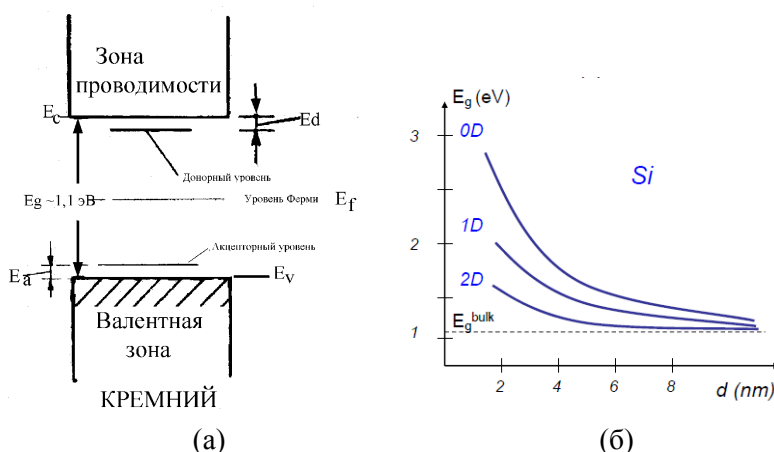 Зона
проводимости
Ec
Ed
Донорный уровень
Eg ~1,1 эВ
Уровень Ферми
Ef
Акцепторный уровень
Ea
Ev
Валентная
зона
КРЕМНИЙ
(а)
Eg (eV)
3
0D
Si
2
1D
2D
Eg bulk
1
2 4 6 8 d (nm)
(б)